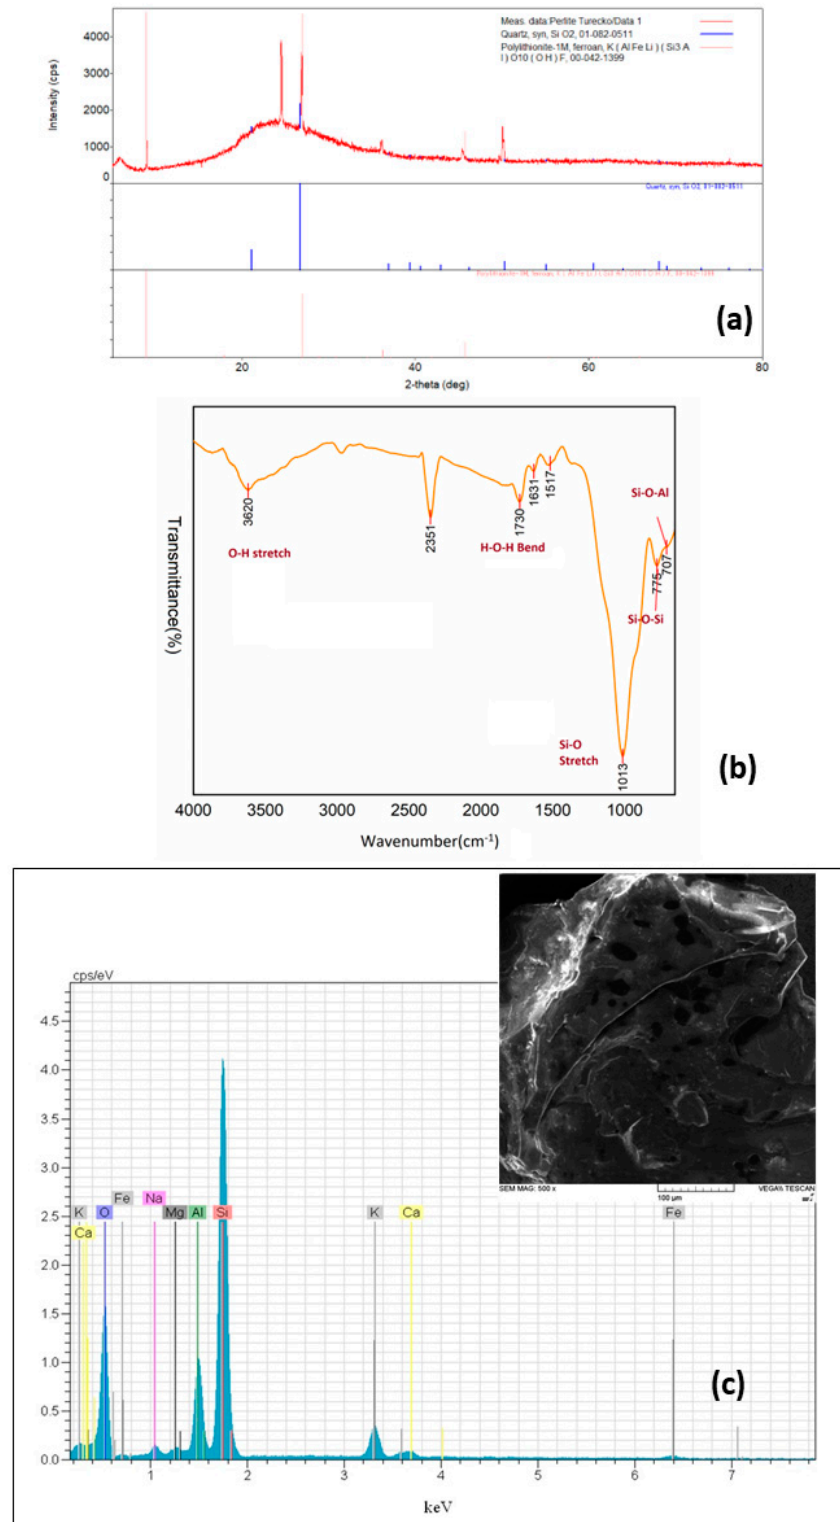 Meas. data:Perlite Turecko/Data 1
Quartz, syn, Si O2, 01-082-0511
Polylithionite-1M, ferroan, K ( Al Fe Li ) ( Si3 A
l ) O10 ( O H ) F, 00-042-1399
Intensity (cps)
4000
3000
2000
1000
0
Quartz, syn, Si O2, 01-082-0511
(a)
20
40
60
80
2-theta (deg)
Transmittance(%)
3620
O-H stretch
2351
1730
1631
1517
H-O-H Bend
Si-O-Al
707
775
Si-O-Si
Si-O
Stretch
1013
(b)
4000
3500
3000
2500
2000
1500
1000
Wavenumber(cm-1)
SEM MAG: 500 x
100 µm
VEGA\\ TESCAN
cps/eV
4.5
4.0
3.5
3.0
2.5
2.0
1.5
1.0
0.5
0.0
K
Ca
O
Fe
Na
Mg
Al
Si
K
Ca
Fe
(c)
1
2
3
4
5
6
7
keV